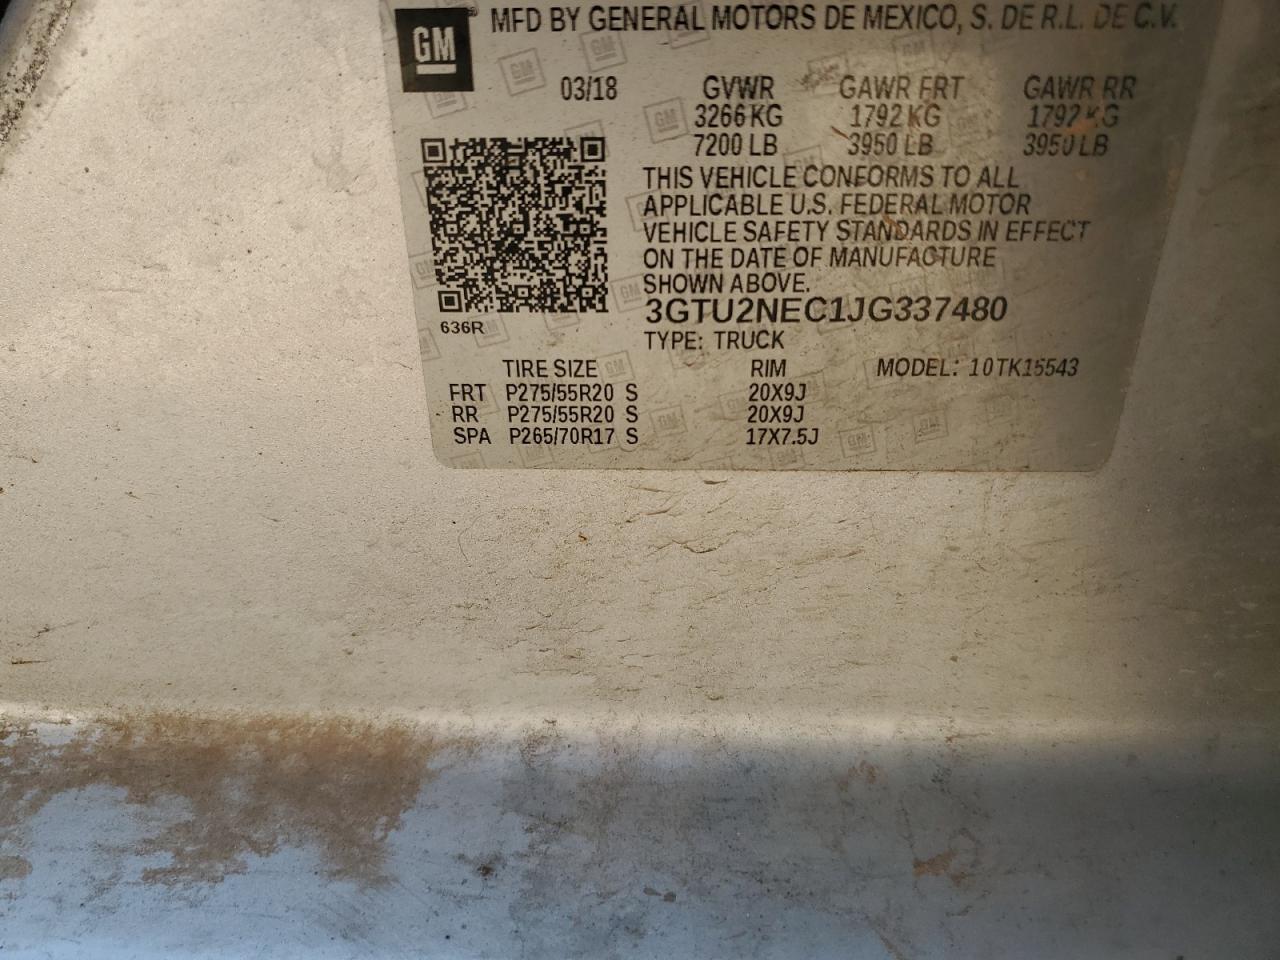 GM MFD BY GENERAL MOTORS DE MEXICO, S. DE R.L. DE C.V.
03/18 GVWR GAWR FRT GAWR RR
3266 KG 1792 KG 1792 KG
7200 LB 3950 LB 3950 LB
THIS VEHICLE CONFORMS TO ALL
APPLICABLE U.S. FEDERAL MOTOR
VEHICLE SAFETY STANDARDS IN EFFECT
ON THE DATE OF MANUFACTURE
SHOWN ABOVE.
3GTU2NEC1JG337480
636R
TYPE: TRUCK
TIRE SIZE RIM MODEL: 10TK15543
FRT P275/55R20 S 20X9J
RR P275/55R20 S 20X9J
SPA P265/70R17 S 17X7.5J